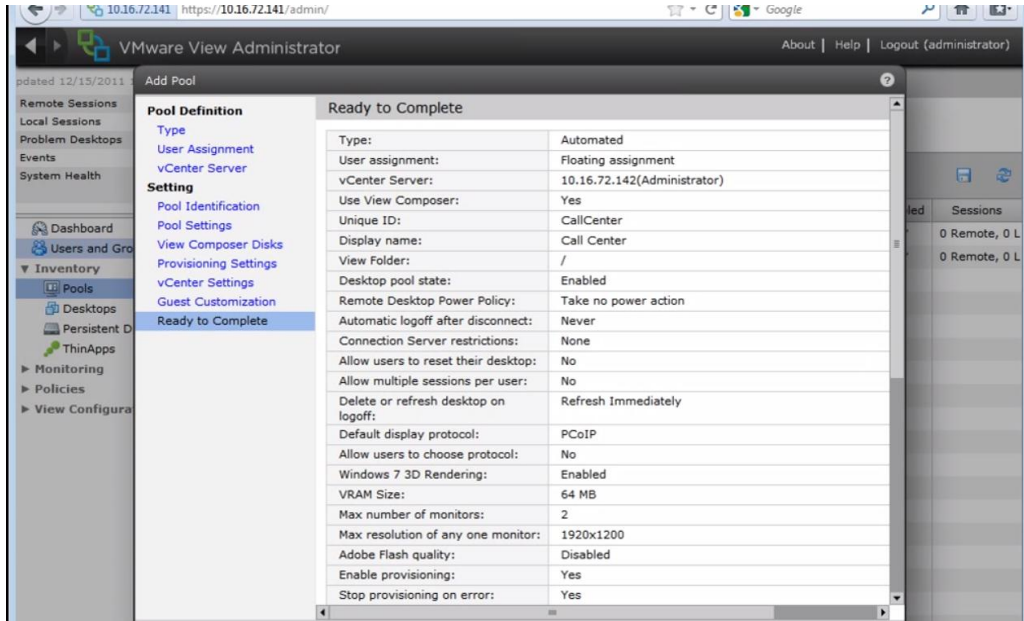 10.16.72.141 https://10.16.72.141/admin/
Google
VMware View Administrator
About | Help | Logout (administrator)
pdated 12/15/2011
Remote Sessions
Local Sessions
Problem Desktops
Events
System Health
Dashboard
Users and Gro
Inventory
Pools
Desktops
Persistent D
ThinApps
Monitoring
Policies
View Configura
Add Pool
?
Pool Definition
Type
User Assignment
vCenter Server
Setting
Pool Identification
Pool Settings
View Composer Disks
Provisioning Settings
vCenter Settings
Guest Customization
Ready to Complete
Ready to Complete
Type: Automated
User assignment: Floating assignment
vCenter Server: 10.16.72.142(Administrator)
Use View Composer: Yes
Unique ID: CallCenter
Display name: Call Center
View Folder: /
Desktop pool state: Enabled
Remote Desktop Power Policy: Take no power action
Automatic logoff after disconnect: Never
Connection Server restrictions: None
Allow users to reset their desktop: No
Allow multiple sessions per user: No
Delete or refresh desktop on Refresh Immediately
logoff:
Default display protocol: PCoIP
Allow users to choose protocol: No
Windows 7 3D Rendering: Enabled
VRAM Size: 64 MB
Max number of monitors: 2
Max resolution of any one monitor: 1920x1200
Adobe Flash quality: Disabled
Enable provisioning: Yes
Stop provisioning on error: Yes
led Sessions
0 Remote, 0 L
0 Remote, 0 L